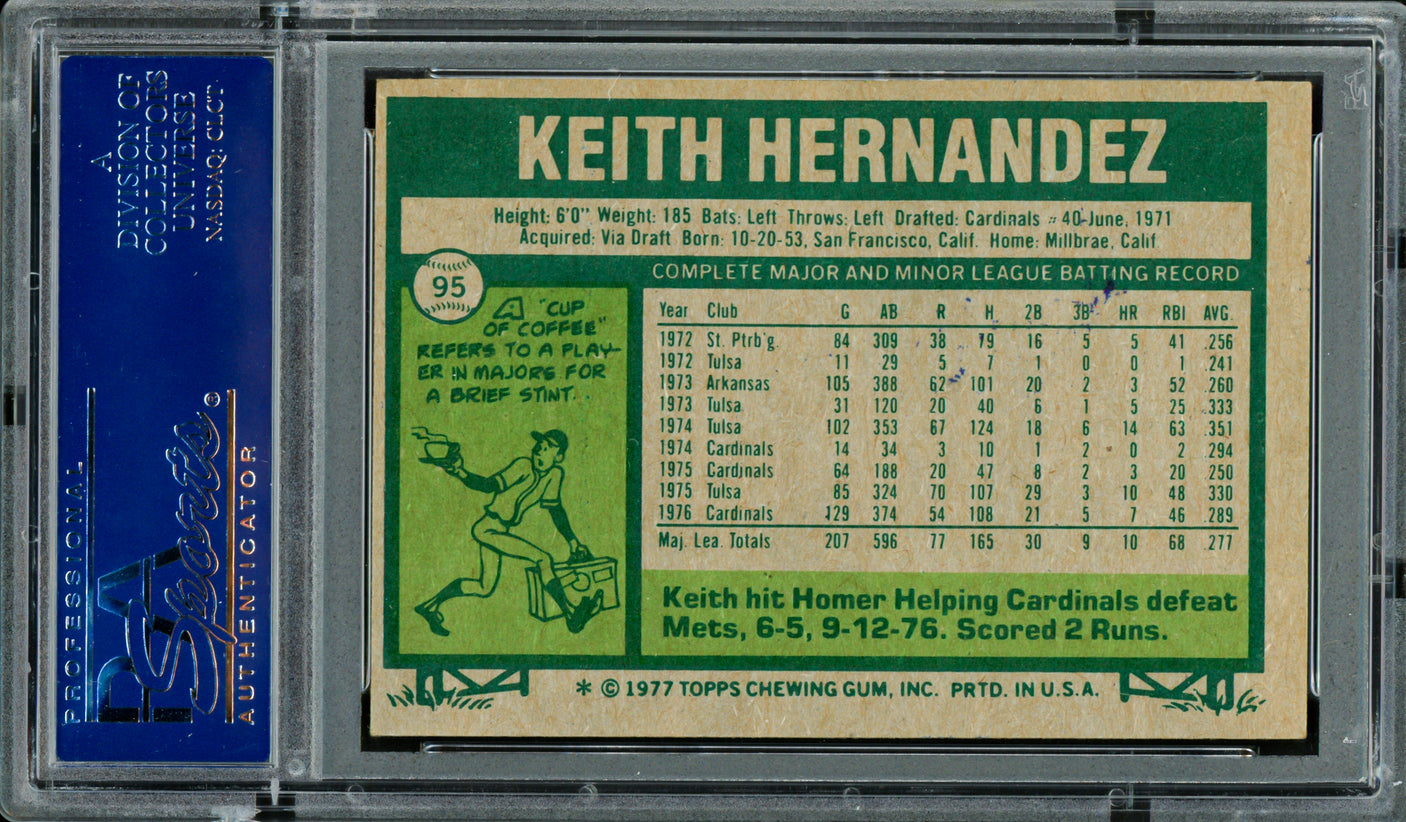 A
DIVISION OF
COLLECTORS
UNIVERSE
NASDAQ: CLCT
PROFESSIONAL
PSA
Sports ®
AUTHENTICATOR
KEITH HERNANDEZ
Height: 6'0" Weight: 185 Bats: Left Throws: Left Drafted: Cardinals #40-June, 1971
Acquired: Via Draft Born: 10-20-53, San Francisco, Calif. Home: Millbrae, Calif.
95
A "CUP
OF COFFEE"
REFERS TO A PLAY-
ER IN MAJORS FOR
A BRIEF STINT.
COMPLETE MAJOR AND MINOR LEAGUE BATTING RECORD
Year Club G AB R H 2B 3B HR RBI AVG.
1972 St. Ptrb'g. 84 309 38 79 16 5 5 41 .256
1972 Tulsa 11 29 5 7 1 0 0 1 .241
1973 Arkansas 105 388 62 101 20 2 3 52 .260
1973 Tulsa 31 120 20 40 6 1 5 25 .333
1974 Tulsa 102 353 67 124 18 6 14 63 .351
1974 Cardinals 14 34 3 10 1 2 0 2 .294
1975 Cardinals 64 188 20 47 8 2 3 20 .250
1975 Tulsa 85 324 70 107 29 3 10 48 .330
1976 Cardinals 129 374 54 108 21 5 7 46 .289
Maj. Lea. Totals 207 596 77 165 30 9 10 68 .277
Keith hit Homer Helping Cardinals defeat
Mets, 6-5, 9-12-76. Scored 2 Runs.
* © 1977 TOPPS CHEWING GUM, INC. PRTD. IN U.S.A.
PSA